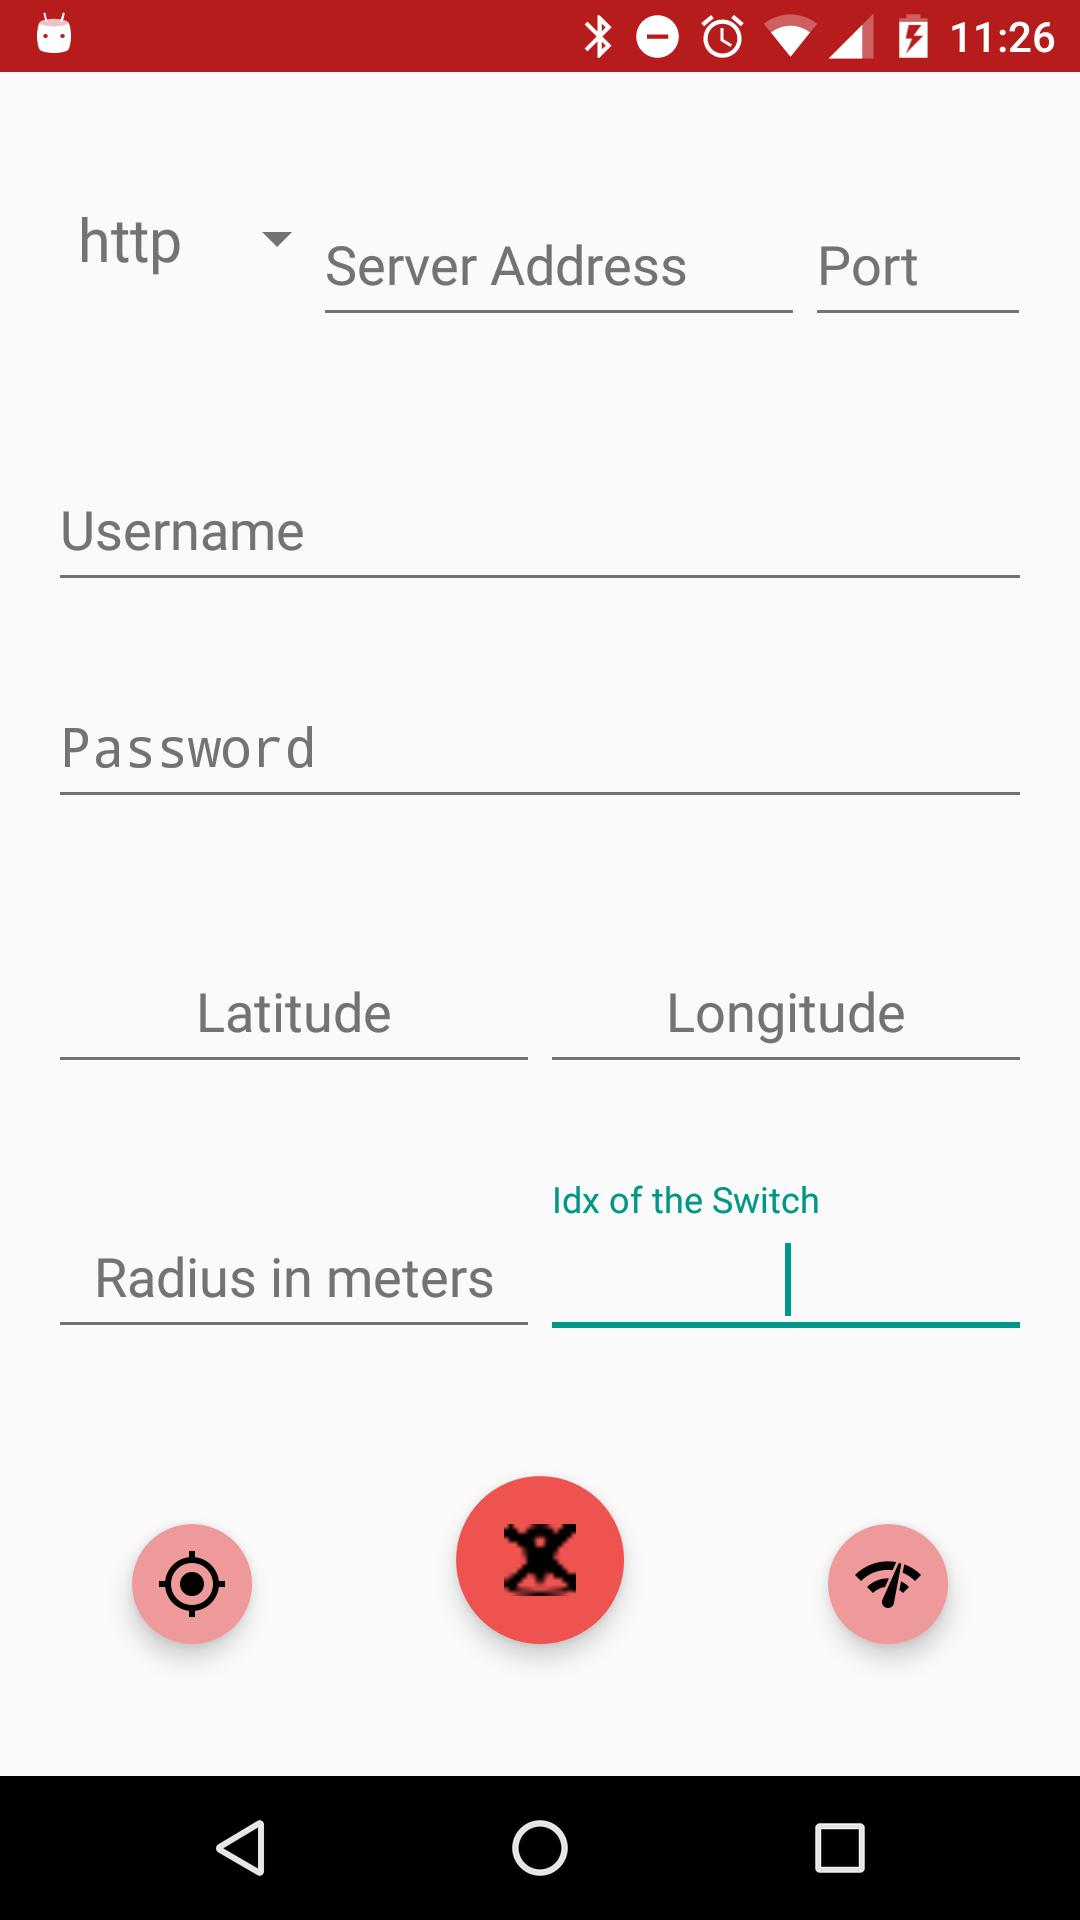 11:26
http
Server Address
Port
Username
Password
Latitude
Longitude
Idx of the Switch
Radius in meters